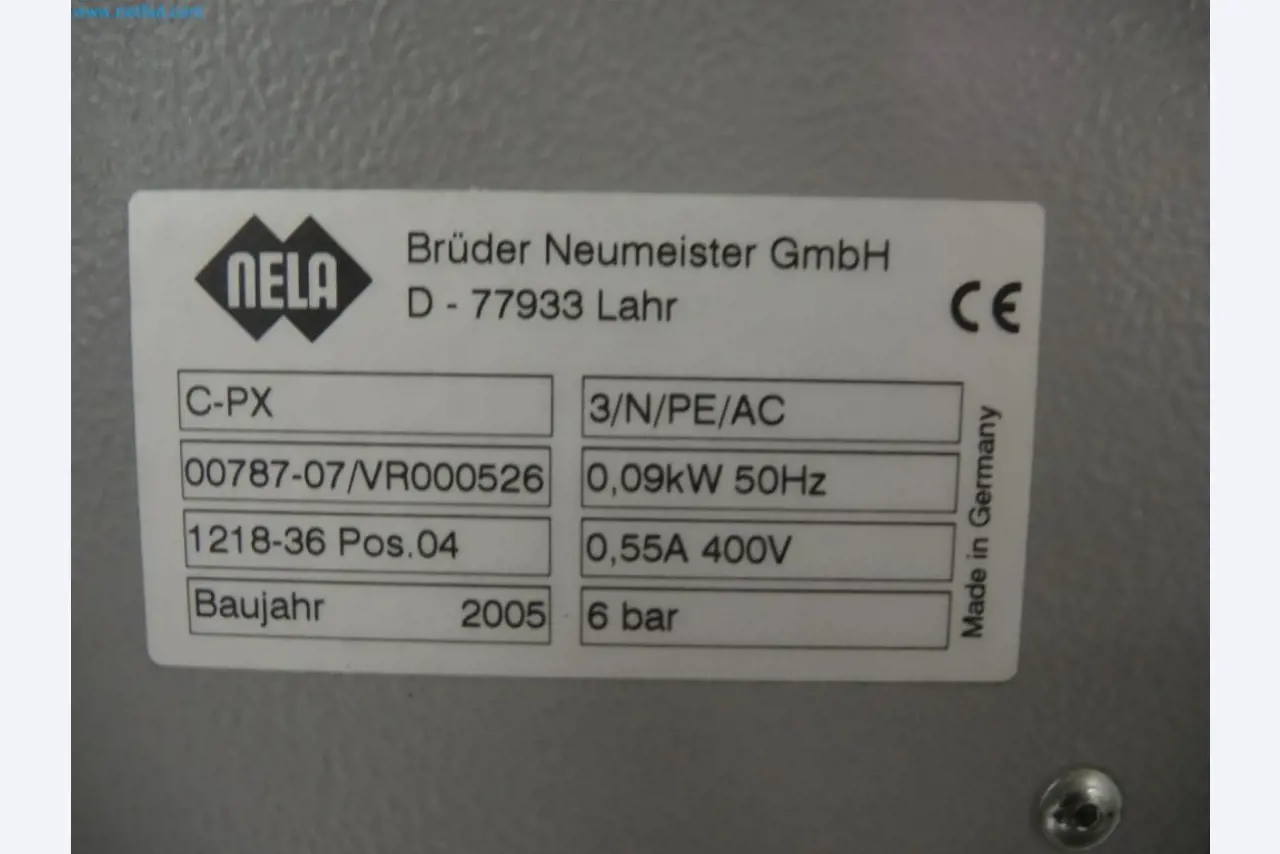 NELA
Brüder Neumeister GmbH
D - 77933 Lahr
CE
C-PX
00787-07/VR000526
1218-36 Pos.04
Baujahr 2005
3/N/PE/AC
0,09kW 50Hz
0,55A 400V
6 bar
Made in Germany